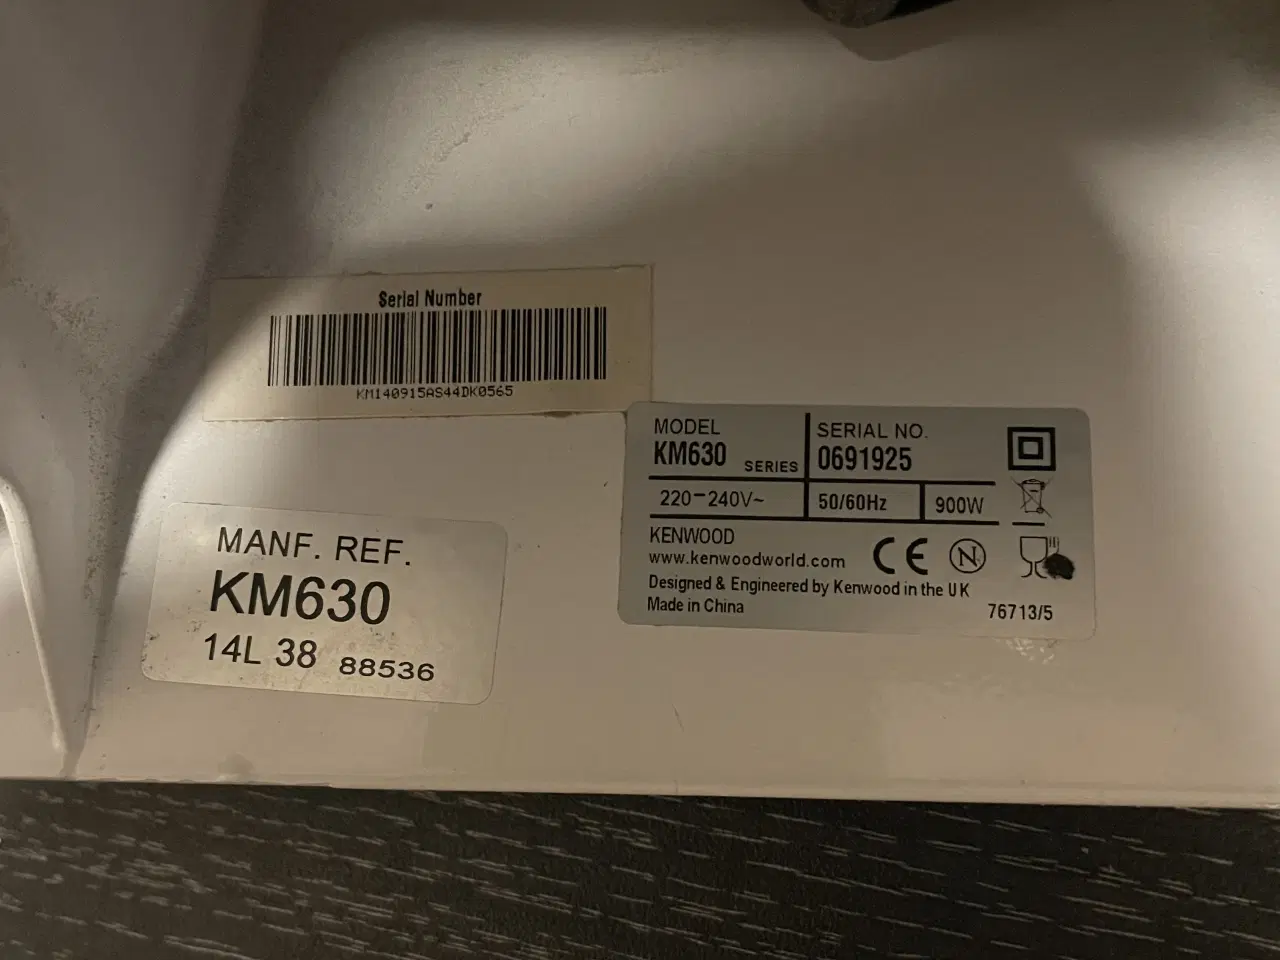 Serial Number
KM140915AS44DK0565
MODEL
KM630 SERIES
SERIAL NO.
0691925
220-240V~
50/60Hz
900W
KENWOOD
www.kenwoodworld.com
CE N
Designed & Engineered by Kenwood in the UK
Made in China
76713/5
MANF. REF.
KM630
14L 38 88536